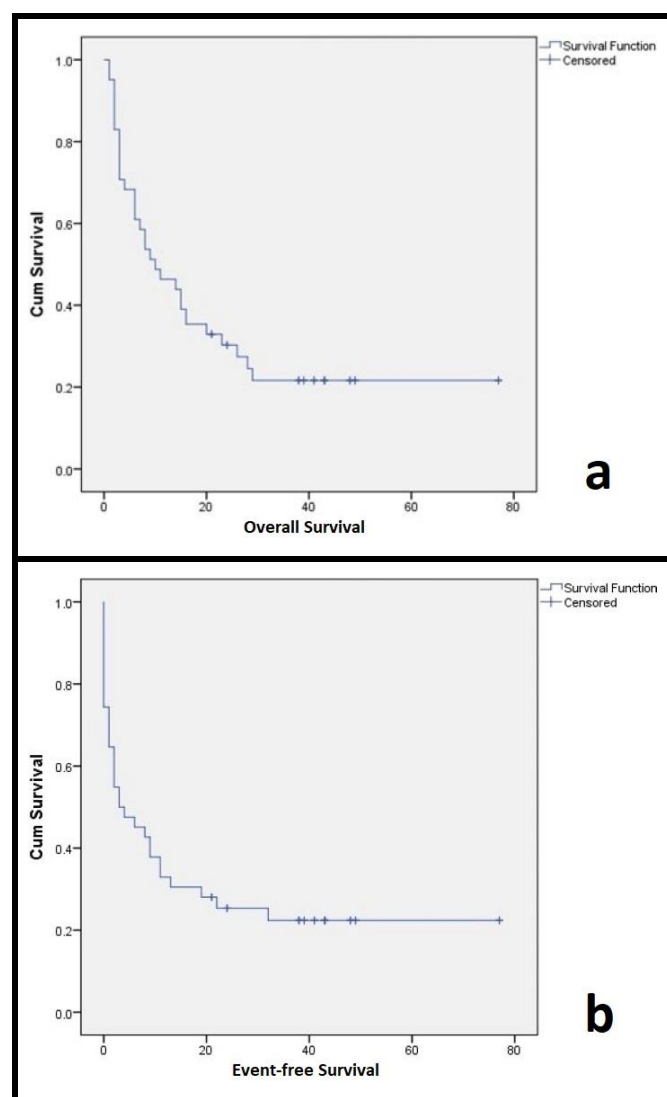 Survival Function
Censored
1.0
0.8
0.6
0.4
0.2
0.0
Cum Survival
0 20 40 60 80
Overall Survival
a
Survival Function
Censored
1.0
0.8
0.6
0.4
0.2
0.0
Cum Survival
0 20 40 60 80
Event-free Survival
b